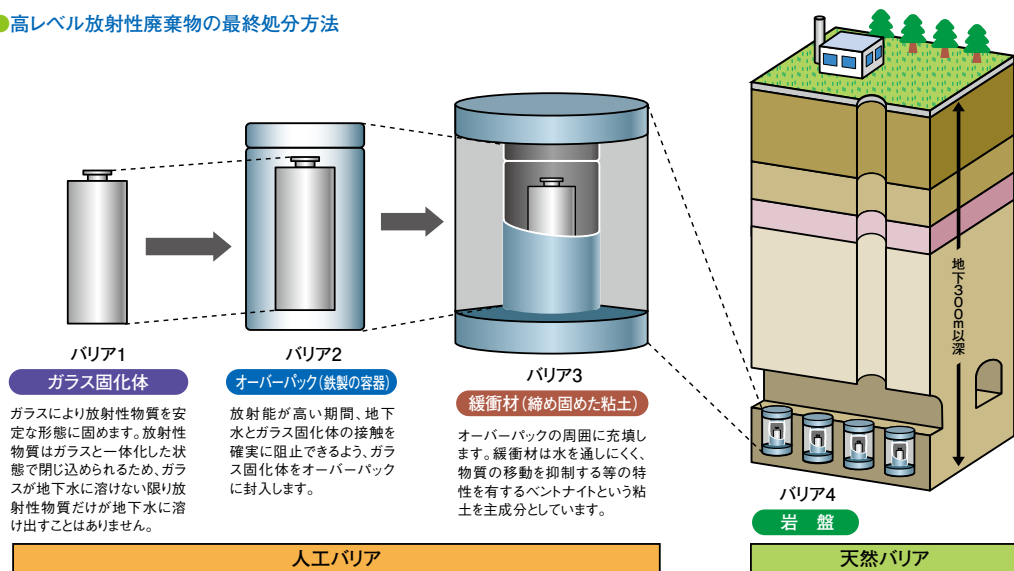 ●高レベル放射性廃棄物の最終処分方法
バリア1
ガラス固化体
ガラスにより放射性物質を安
定な形態に固めます。放射性
物質はガラスと一体化した状
態で閉じ込められるため、ガラ
スが地下水に溶けない限り放
射性物質だけが地下水に溶
け出すことはありません。
バリア2
オーバーパック(鉄製の容器)
放射能が高い期間、地下
水とガラス固化体の接触を
確実に阻止できるよう、ガラ
ス固化体をオーバーパック
に封入します。
バリア3
緩衝材(締め固めた粘土)
オーバーパックの周囲に充填し
ます。緩衝材は水を通しにくく、
物質の移動を抑制する等の特
性を有するベントナイトという粘
土を主成分としています。
地下300m以深
バリア4
岩盤
人工バリア
天然バリア